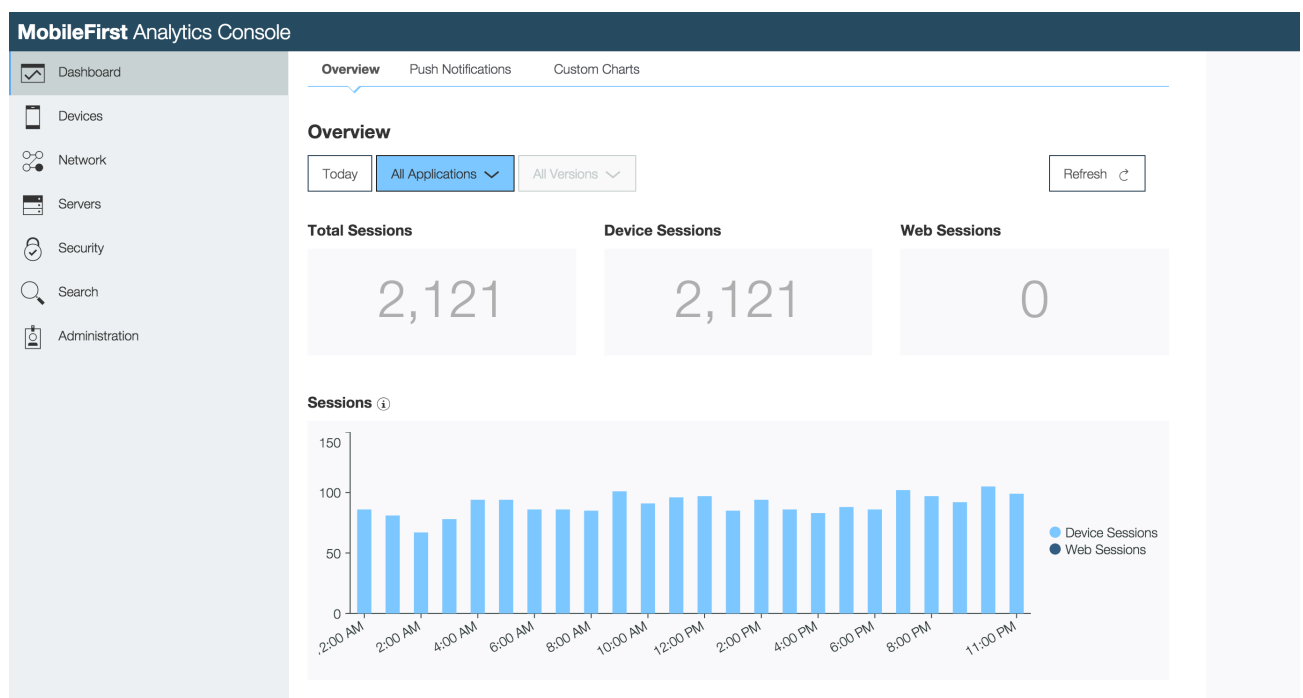 MobileFirst Analytics Console
Dashboard
Devices
Network
Servers
Security
Search
Administration
Overview Push Notifications Custom Charts
Overview
Today All Applications All Versions Refresh
Total Sessions Device Sessions Web Sessions
2,121 2,121 0
Sessions
150
100
50
0
2:00 AM 2:00 AM 4:00 AM 6:00 AM 8:00 AM 10:00 AM 12:00 PM 2:00 PM 4:00 PM 6:00 PM 8:00 PM 11:00 PM
Device Sessions
Web Sessions